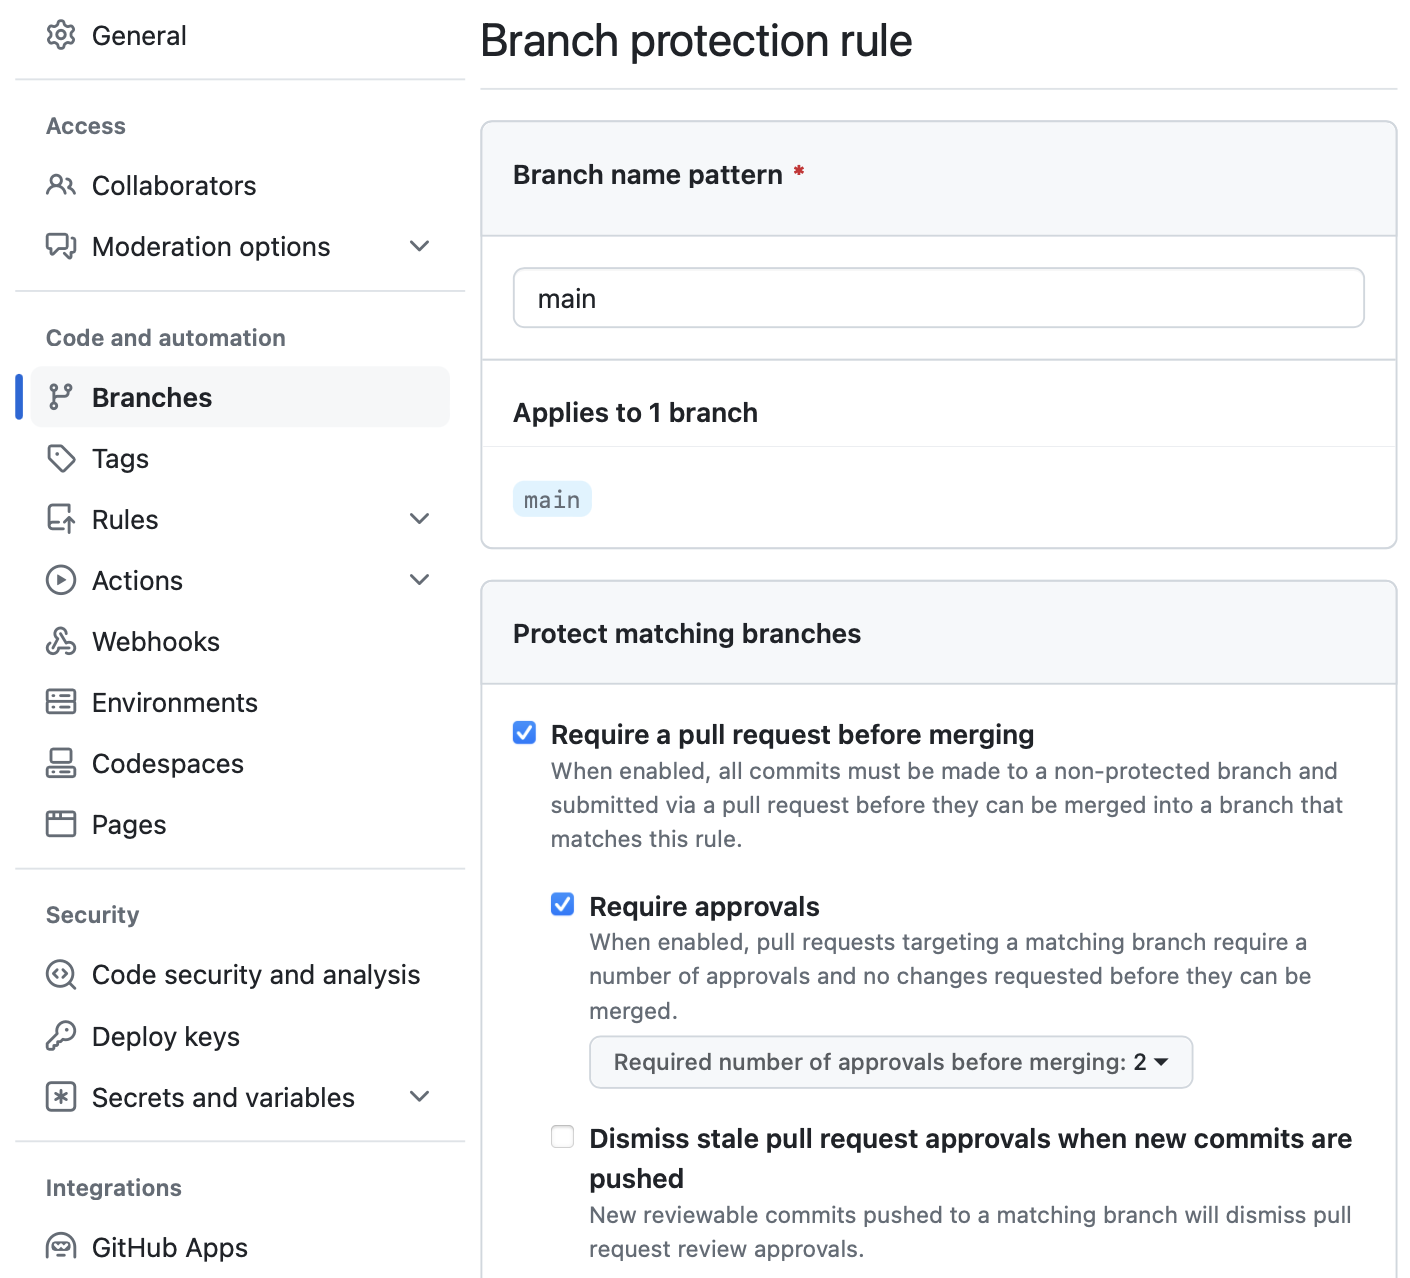 General
Access
Collaborators
Moderation options
Code and automation
Branches
Tags
Rules
Actions
Webhooks
Environments
Codespaces
Pages
Security
Code security and analysis
Deploy keys
Secrets and variables
Integrations
GitHub Apps
Branch protection rule
Branch name pattern *
main
Applies to 1 branch
main
Protect matching branches
Require a pull request before merging
When enabled, all commits must be made to a non-protected branch and
submitted via a pull request before they can be merged into a branch that
matches this rule.
Require approvals
When enabled, pull requests targeting a matching branch require a
number of approvals and no changes requested before they can be
merged.
Required number of approvals before merging: 2
Dismiss stale pull request approvals when new commits are
pushed
New reviewable commits pushed to a matching branch will dismiss pull
request review approvals.